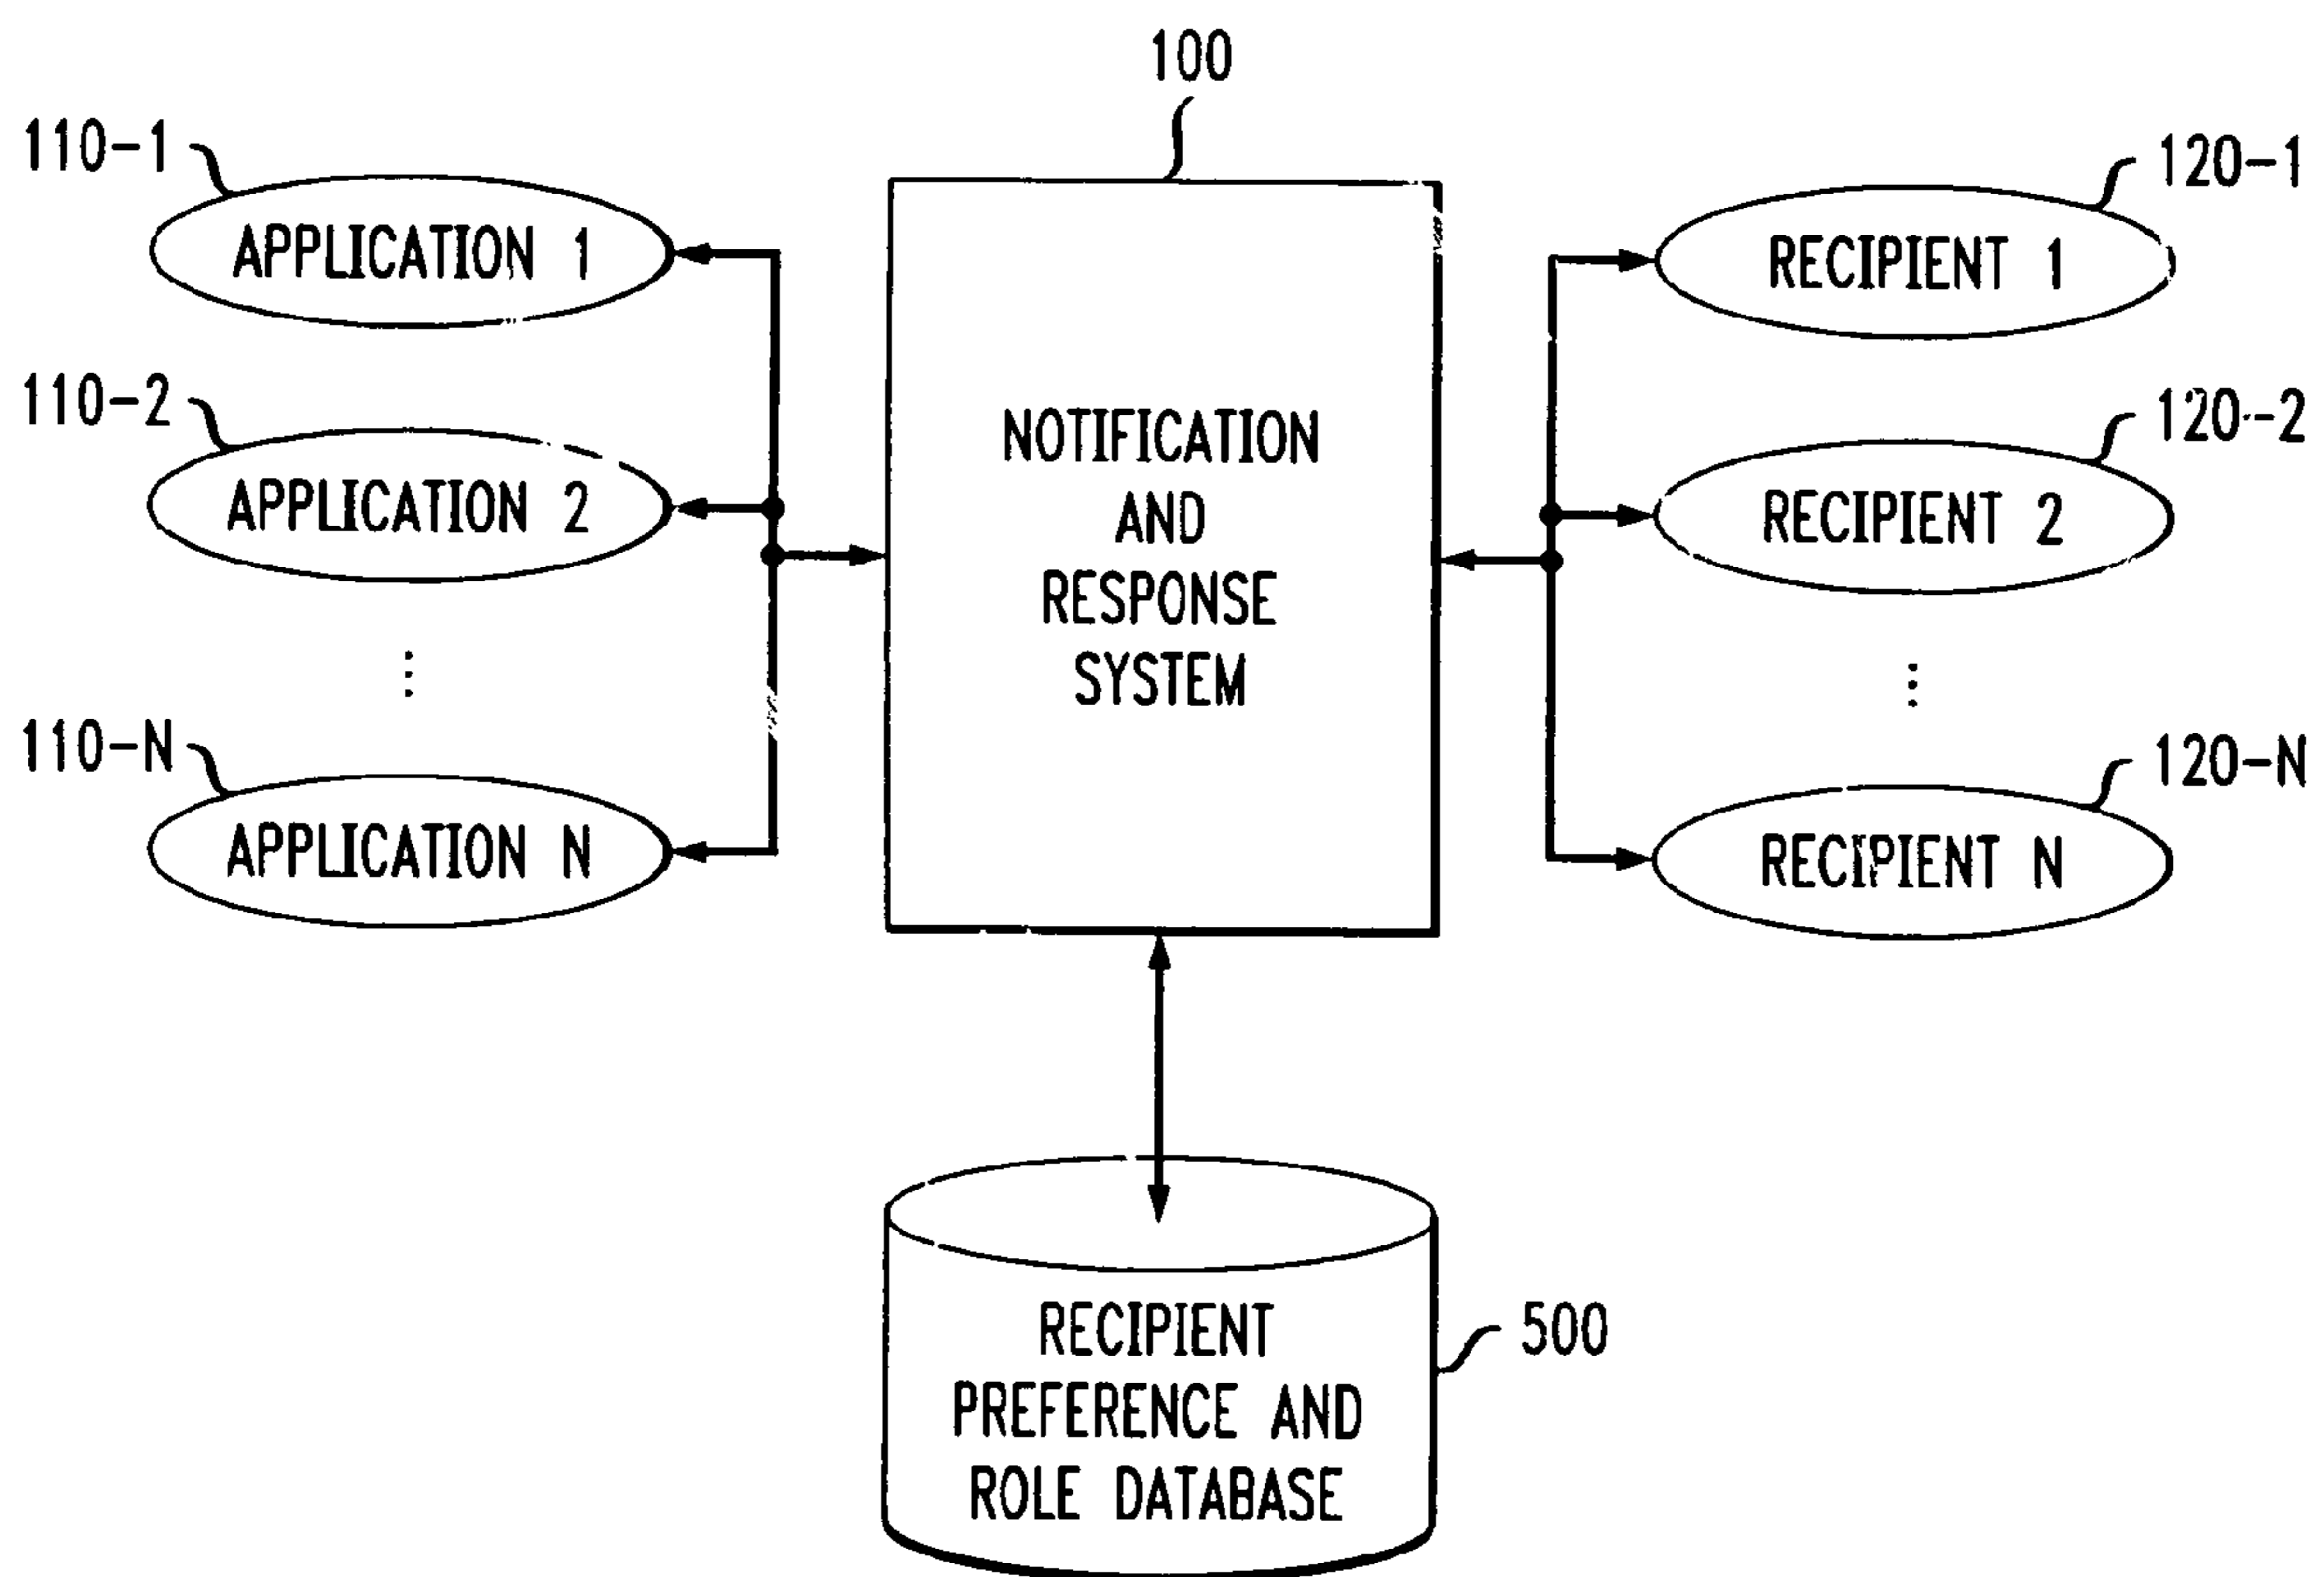 100
110-1
APPLICATION 1
110-2
APPLICATION 2
110-N
APPLICATION N
NOTIFICATION
AND
RESPONSE
SYSTEM
120-1
RECIPIENT 1
120-2
RECIPIENT 2
120-N
RECIPIENT N
RECIPIENT
PREFERENCE AND
ROLE DATABASE
500